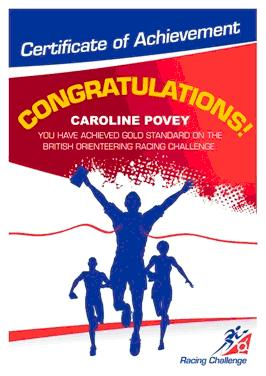 Certificate of Achievement
CONGRATULATIONS!
CAROLINE POVEY
YOU HAVE ACHIEVED GOLD STANDARD ON THE
BRITISH ORIENTEERING RACING CHALLENGE
Racing Challenge